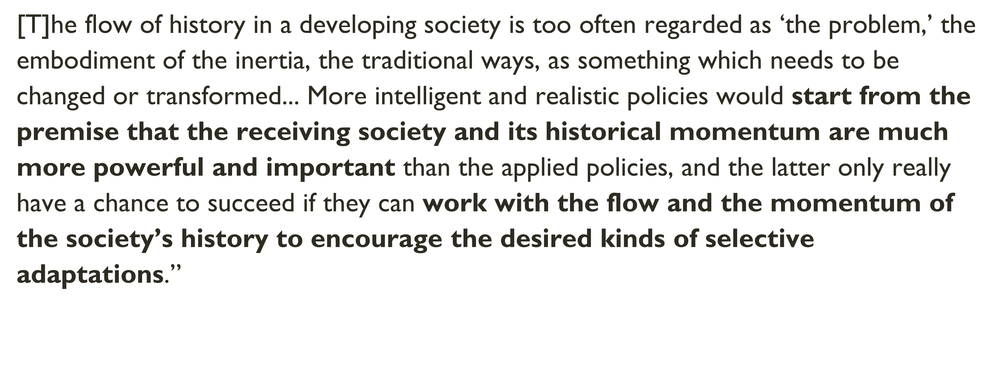 [T]he flow of history in a developing society is too often regarded as ‘the problem,’ the
embodiment of the inertia, the traditional ways, as something which needs to be
changed or transformed... More intelligent and realistic policies would start from the
premise that the receiving society and its historical momentum are much
more powerful and important than the applied policies, and the latter only really
have a chance to succeed if they can work with the flow and the momentum of
the society’s history to encourage the desired kinds of selective
adaptations.”